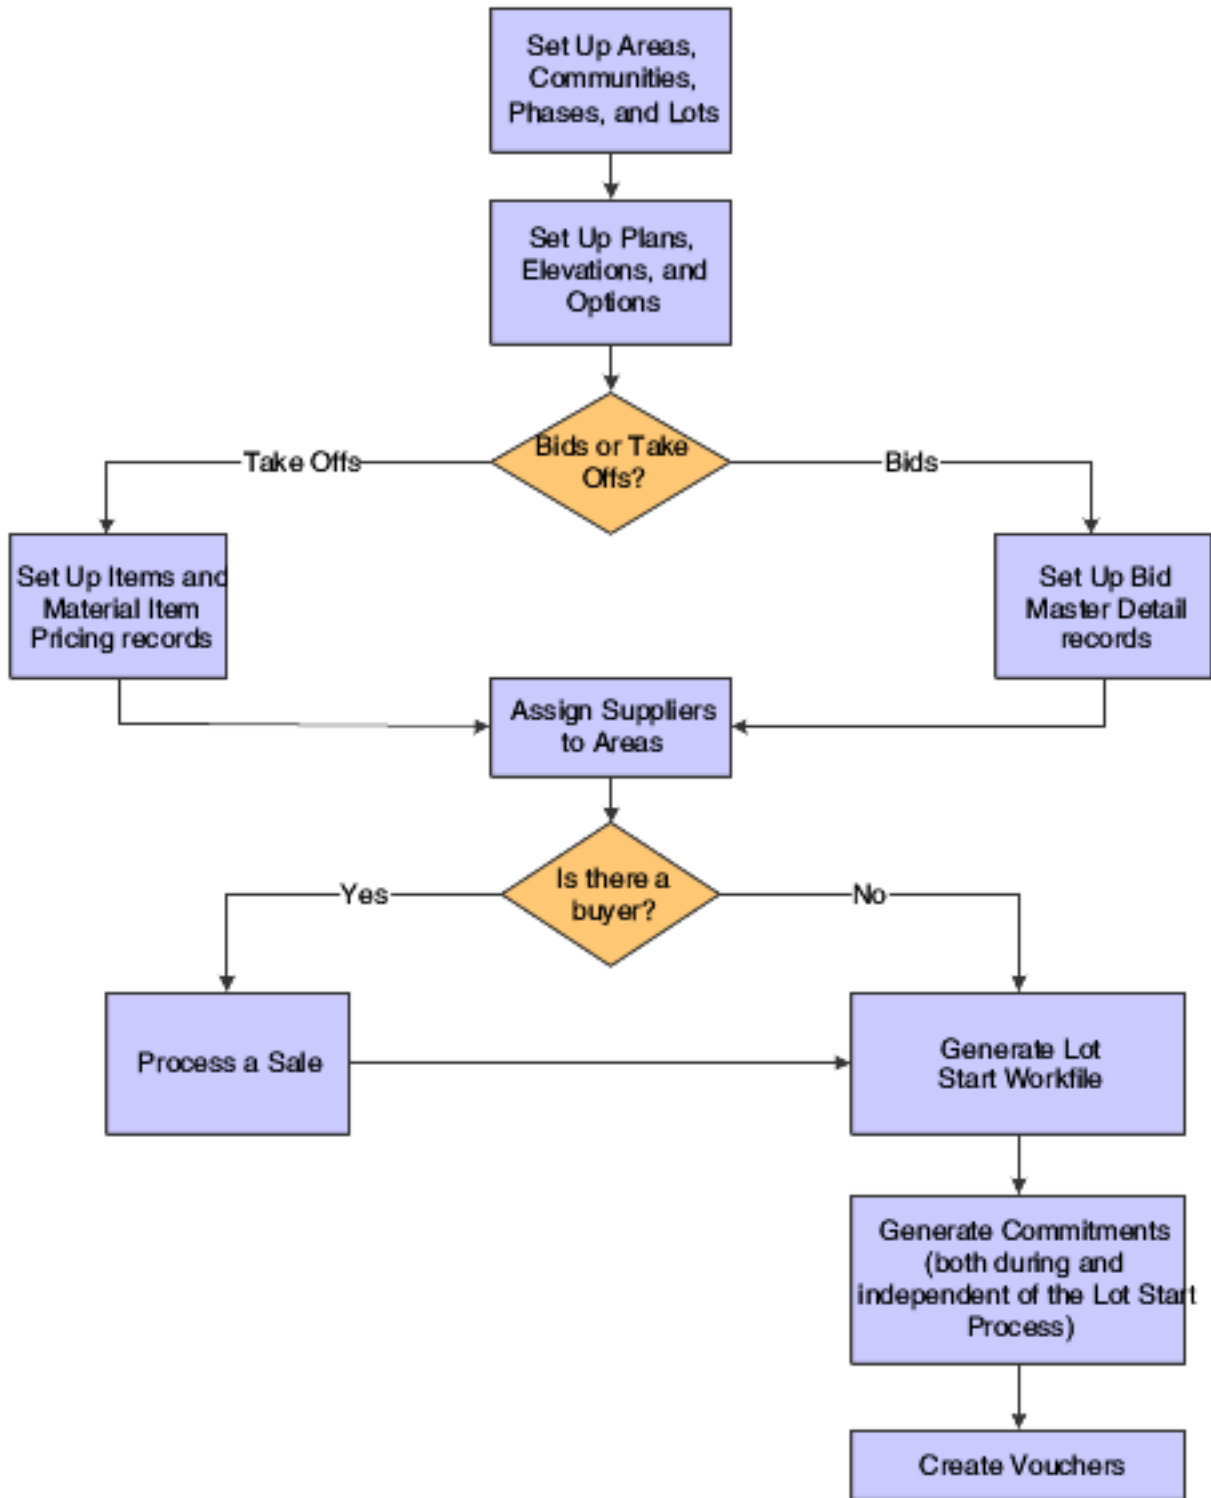 Set Up Areas,
Communities,
Phases, and Lots
Set Up Plans,
Elevations, and
Options
Bids or Take
Offs?
Take Offs
Bids
Set Up Items and
Material Item
Pricing records
Set Up Bid
Master Detail
records
Assign Suppliers
to Areas
Is there a
buyer?
Yes
No
Process a Sale
Generate Lot
Start Workfile
Generate Commitments
(both during and
independent of the Lot Start
Process)
Create Vouchers